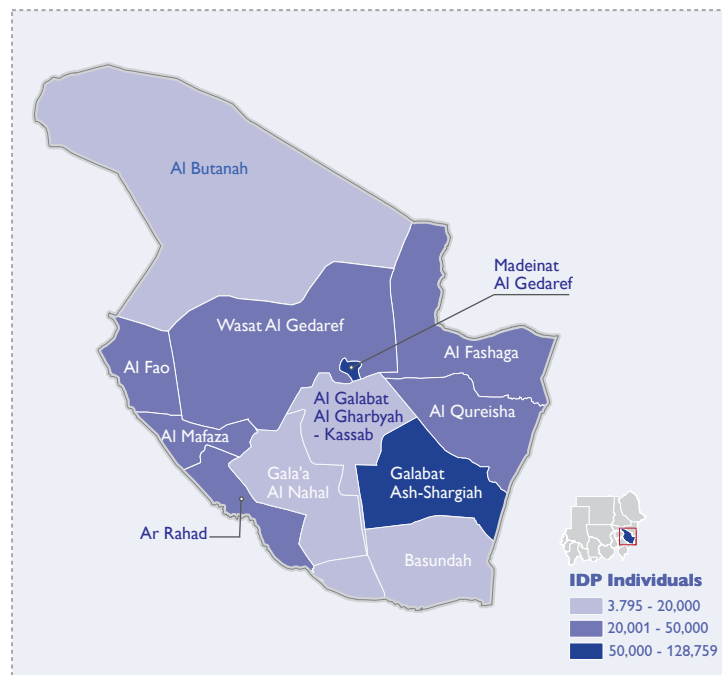 Al Butanah
Madeinat
Al Gedaref
Wasat Al Gedaref
Al Fashaga
Al Fao
Al Galabat
Al Gharbyah
- Kassab
Al Qureisha
Al Mafaza
Gala'a
Al Nahal
Galabat
Ash-Shargiah
Ar Rahad
Basundah
IDP Individuals
3.795 - 20,000
20,001 - 50,000
50,000 - 128,759